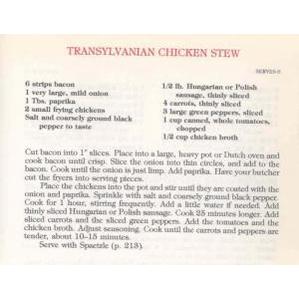 TRANSYLVANIAN CHICKEN STEW
SERVES 8
6 strips bacon
1 very large, mild onion
1 Tbs. paprika
2 small frying chickens
Salt and coarsely ground black
pepper to taste
1/2 lb. Hungarian or Polish
sausage, thinly sliced
4 carrots, thinly sliced
3 large green peppers, sliced
1 cup canned, whole tomatoes,
chopped
1/2 cup chicken broth
Cut bacon into 1" slices. Place into a large, heavy pot or Dutch oven and
cook bacon until crisp. Slice the onion into thin circles, and add to the
bacon. Cook until the onion is just limp. Add paprika. Have your butcher
cut the fryers into serving pieces.
Place the chickens into the pot and stir until they are coated with the
onion and paprika. Sprinkle with salt and coarsely ground black pepper.
Cook for 1 hour, stirring frequently. Add a little water if needed. Add
thinly sliced Hungarian or Polish sausage. Cook 25 minutes longer. Add
sliced carrots and the sliced green peppers. Add the tomatoes and the
chicken broth. Adjust seasoning. Cook until the carrots and peppers are
tender, about 10-15 minutes.
Serve with Spaetzle (p. 213).